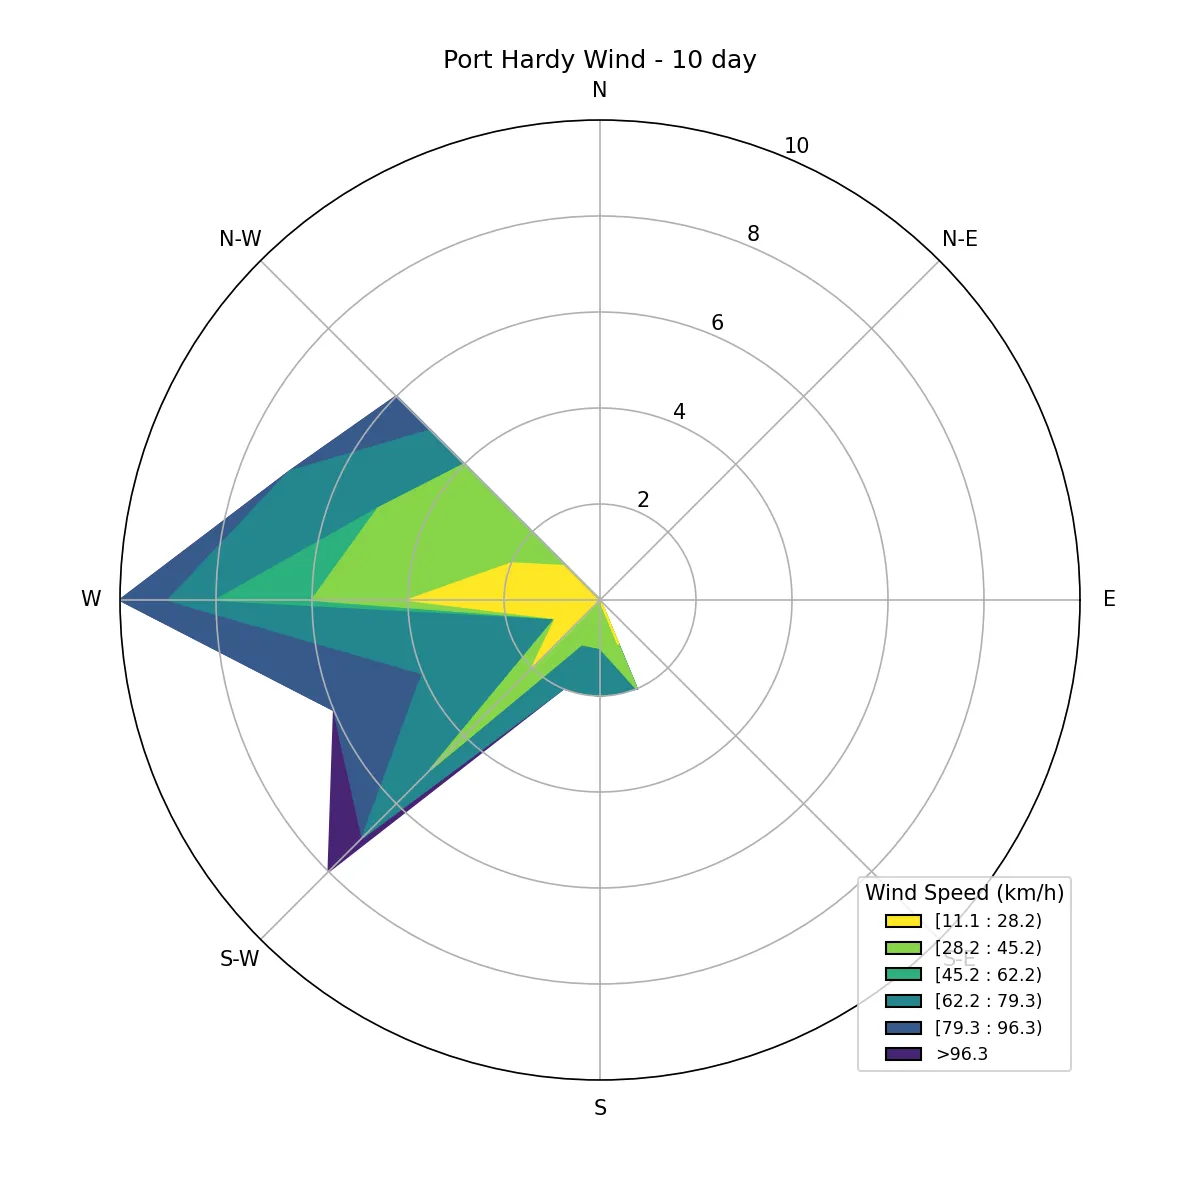 Port Hardy Wind - 10 day
N
10
N-W
N-E
8
6
4
2
W
E
Wind Speed (km/h)
[11.1 : 28.2)
[28.2 : 45.2)
[45.2 : 62.2)
[62.2 : 79.3)
[79.3 : 96.3)
>96.3
S-W
S-E
S